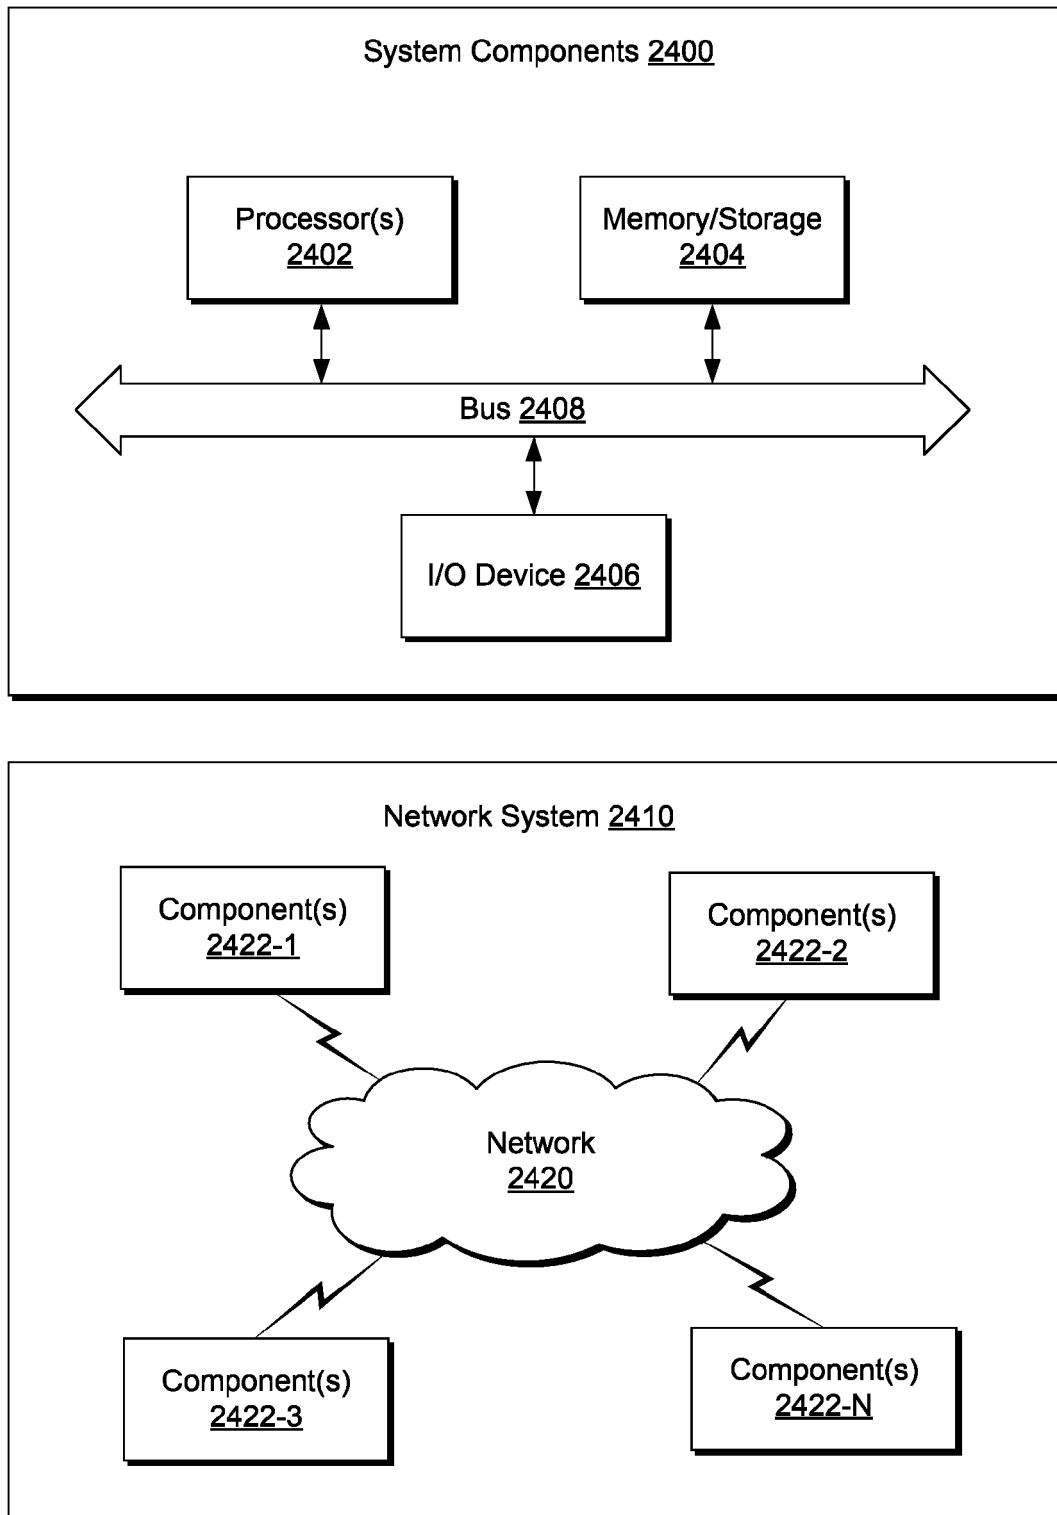 System Components 2400
Processor(s)
2402
Memory/Storage
2404
Bus 2408
I/O Device 2406
Network System 2410
Component(s)
2422-1
Component(s)
2422-2
Network
2420
Component(s)
2422-3
Component(s)
2422-N